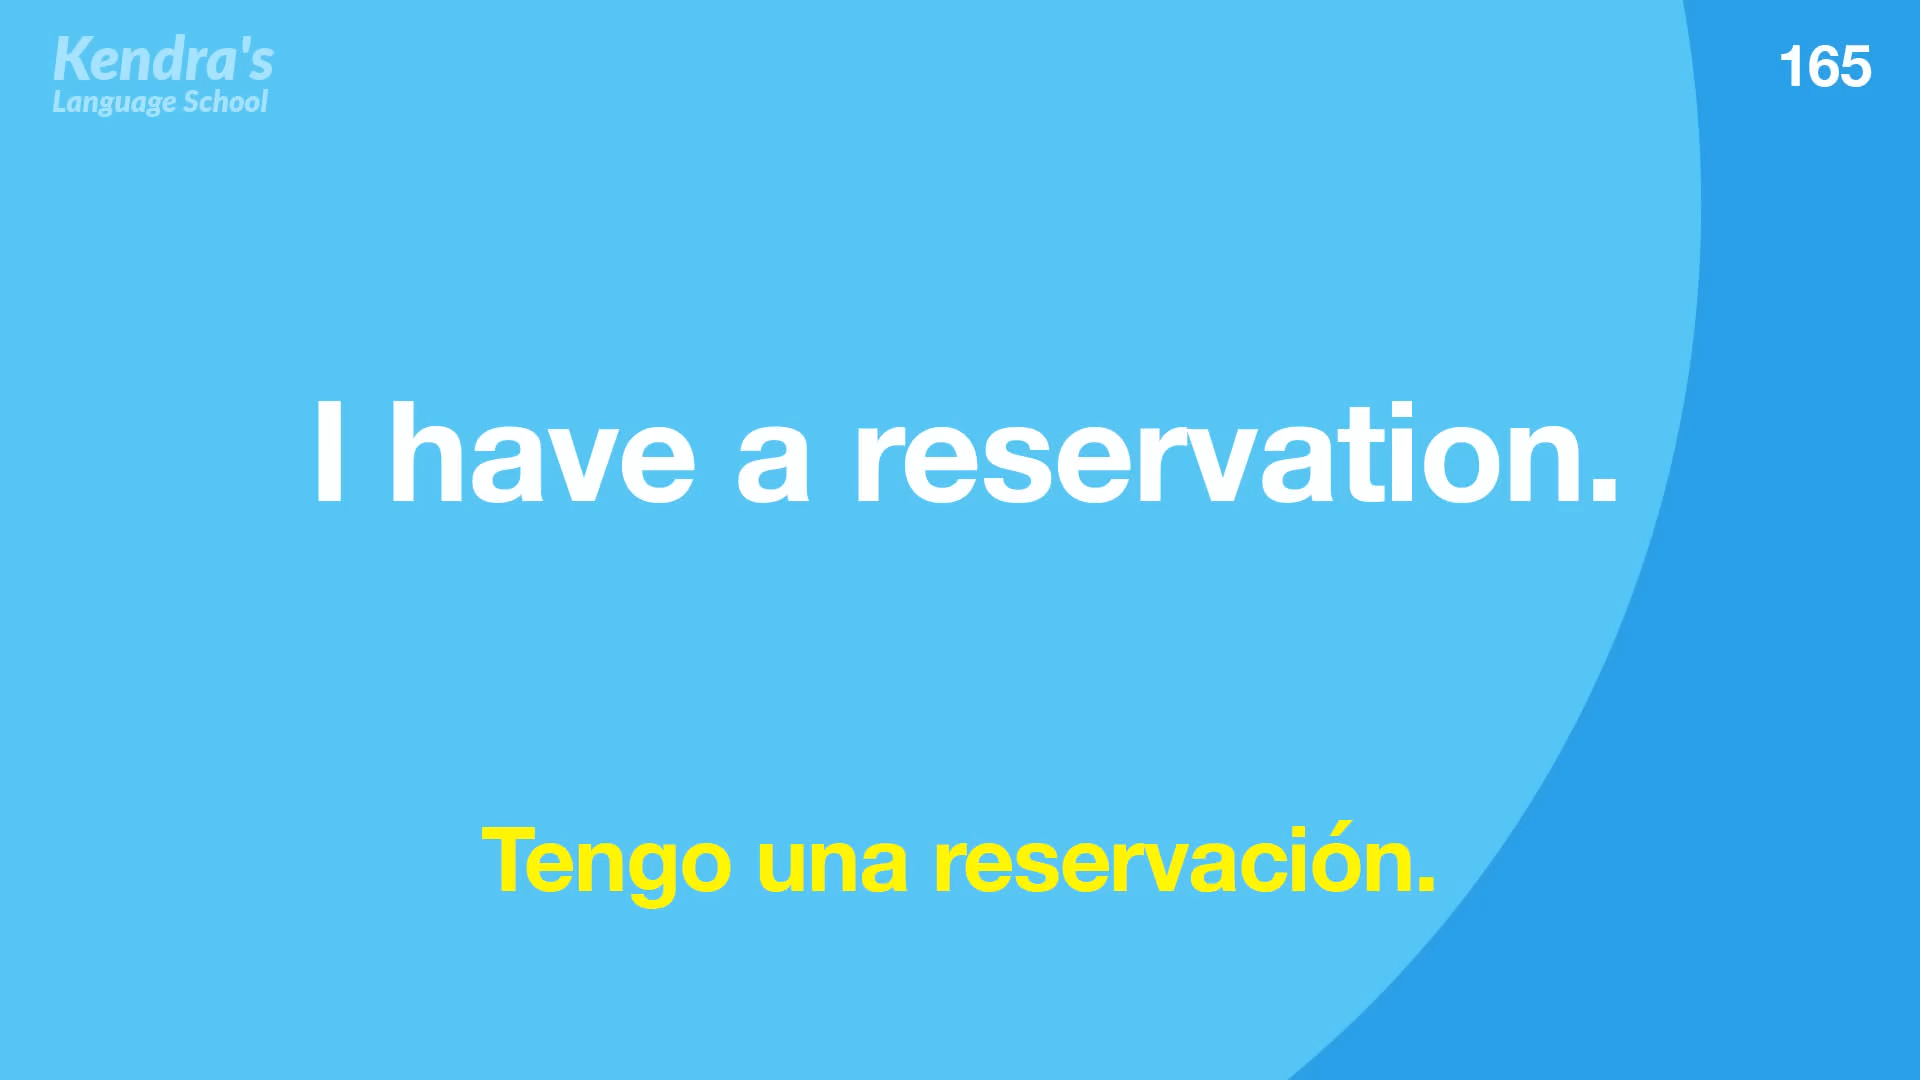 Kendra's
Language School
165
I have a reservation.
Tengo una reservación.